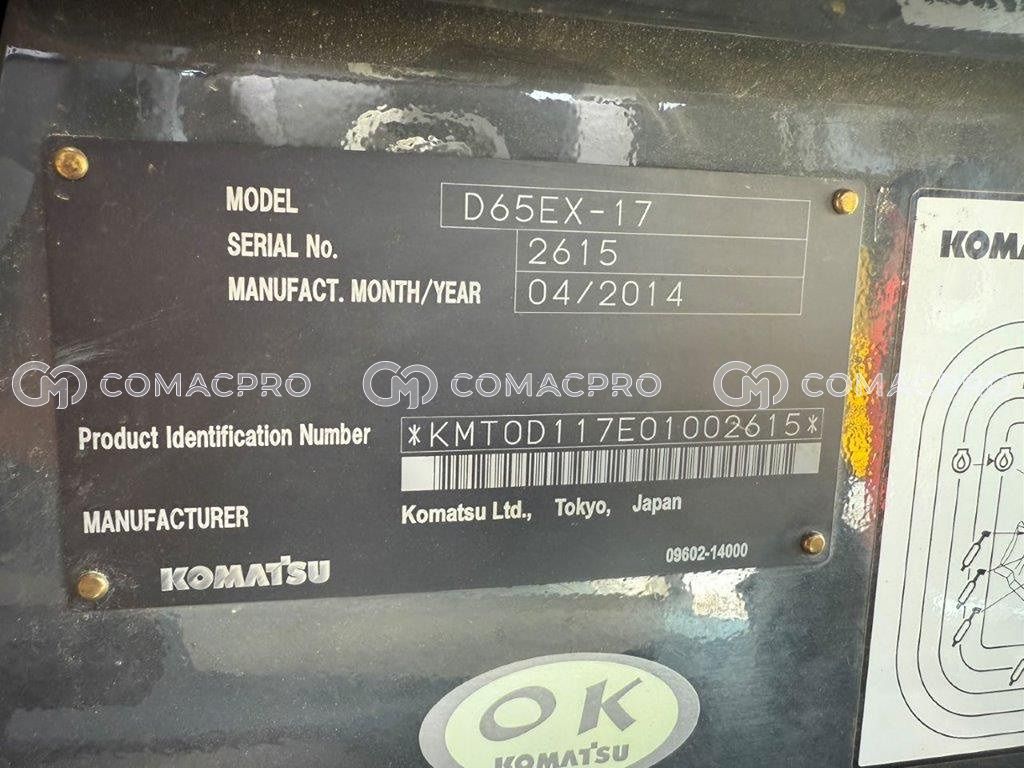 MODEL D65EX-17
SERIAL No. 2615
MANUFACT. MONTH/YEAR 04/2014
COMACPRO COMACPRO COMACPRO
Product Identification Number *KMT0D117E01002615*
MANUFACTURER Komatsu Ltd., Tokyo, Japan
09602-14000
KOMATSU
OK
KOMATSU
KOMA